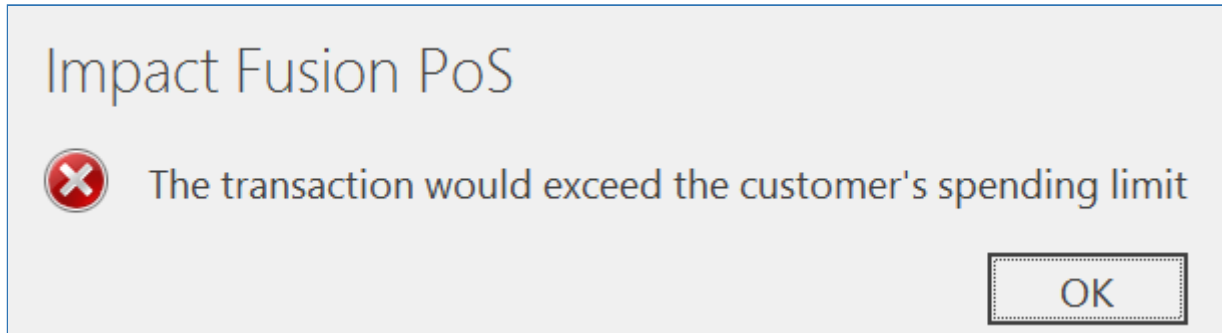 Impact Fusion PoS
The transaction would exceed the customer's spending limit
OK